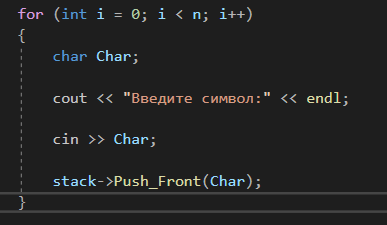 for (int i = 0; i < n; i++)
{
char Char;
cout << "Введите символ:" << endl;
cin >> Char;
stack->Push_Front(Char);
}